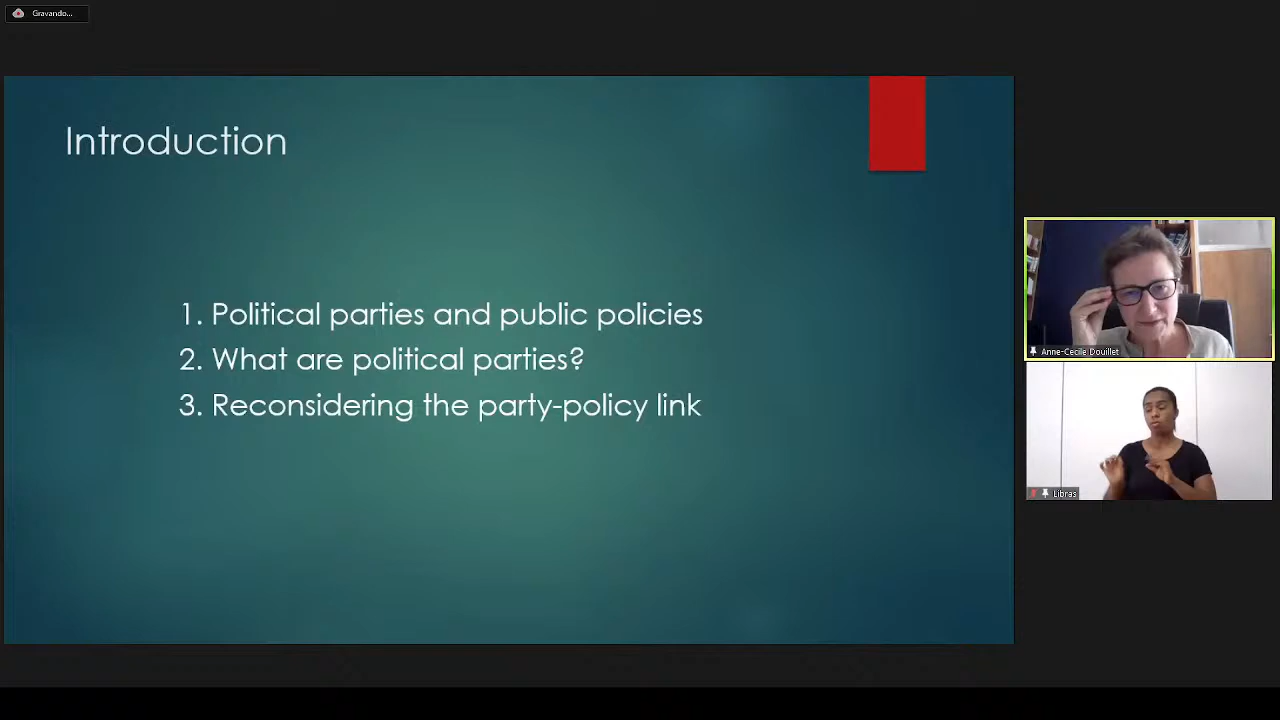 Gravando...
Introduction
1. Political parties and public policies
2. What are political parties?
3. Reconsidering the party-policy link
Anne-Cecile Douillet
Libras